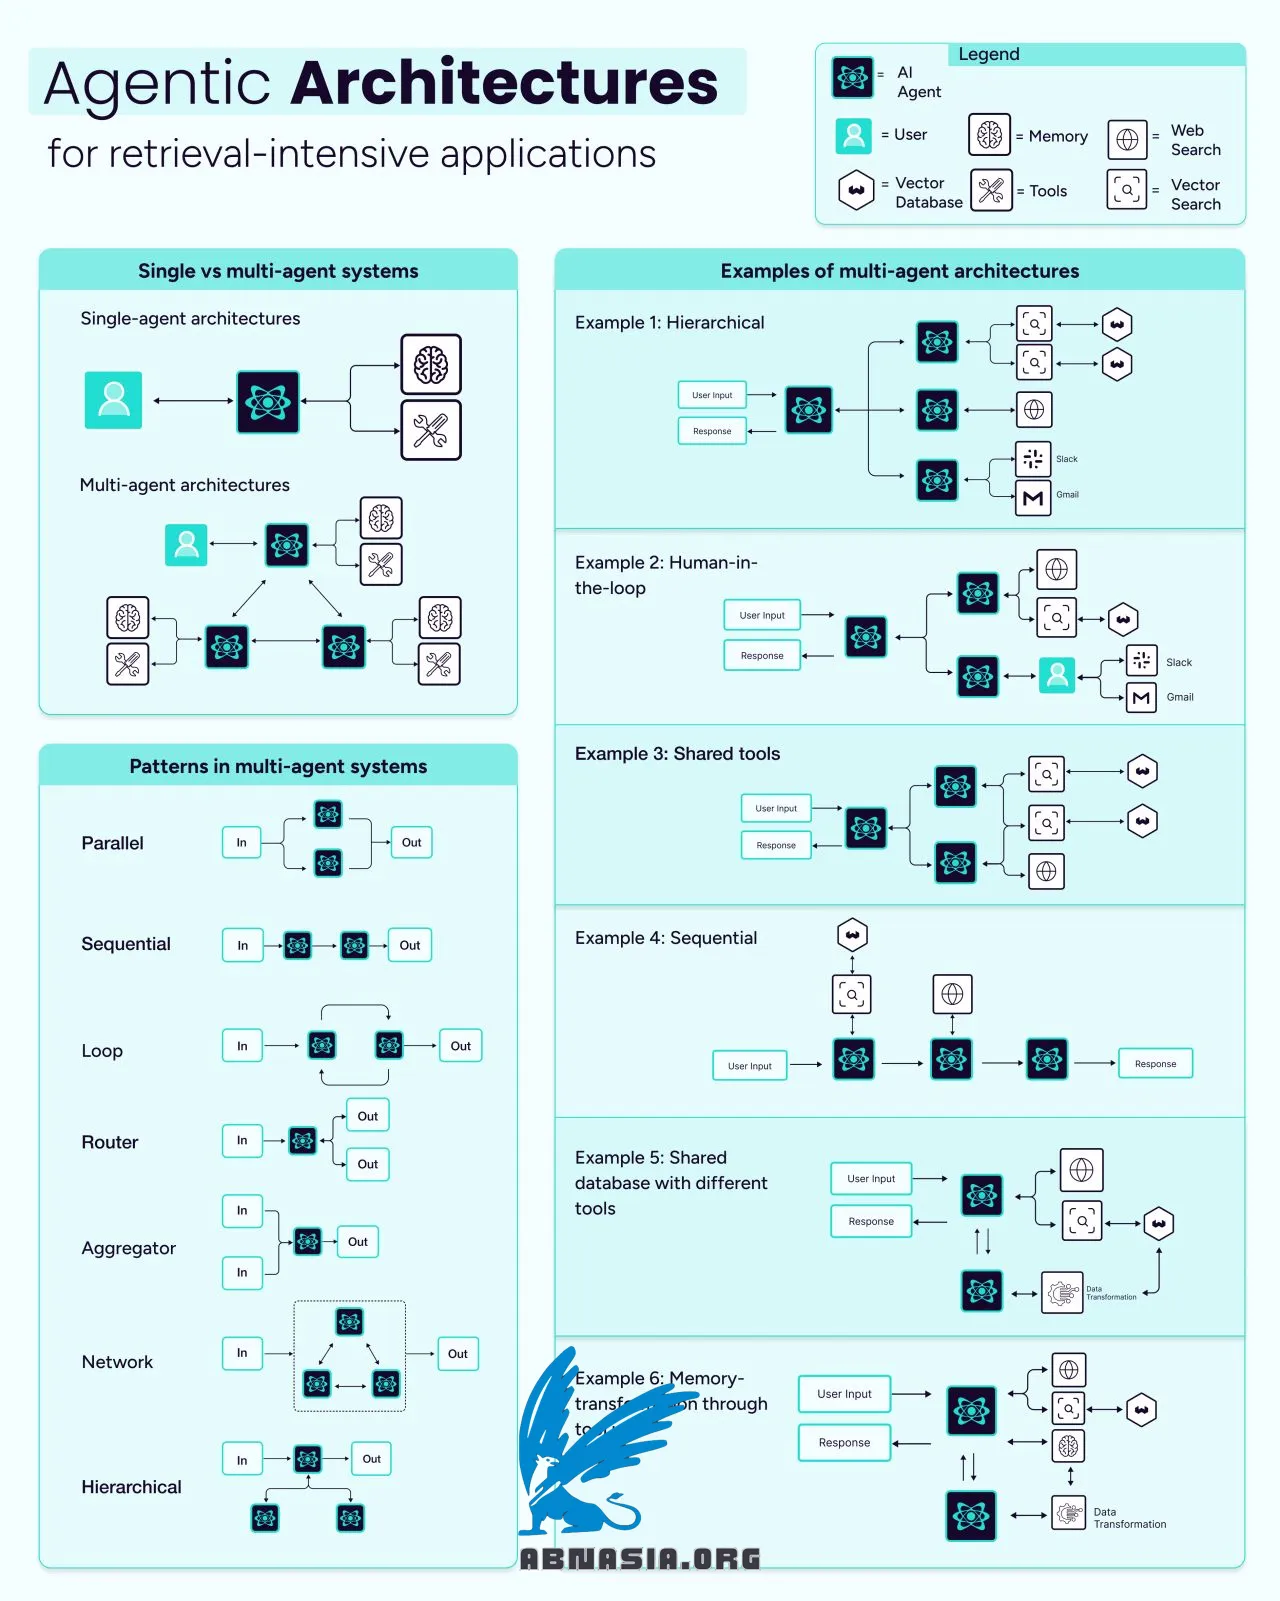 Agentic Architectures
for retrieval-intensive applications
Legend
= AI
Agent
= User
= Memory
= Web
Search
= Vector
Database
= Tools
= Vector
Search
Single vs multi-agent systems
Single-agent architectures
Multi-agent architectures
Patterns in multi-agent systems
Parallel
In
Out
Sequential
In
Out
Loop
In
Out
Router
In
Out
Out
Aggregator
In
In
Out
Network
In
Out
Hierarchical
In
Out
Examples of multi-agent architectures
Example 1: Hierarchical
User Input
Response
Slack
Gmail
Example 2: Human-in-
the-loop
User Input
Response
Slack
Gmail
Example 3: Shared tools
User Input
Response
Example 4: Sequential
User Input
Response
Example 5: Shared
database with different
tools
User Input
Response
Data
Transformation
Example 6: Memory-
through
User Input
Response
Data
Transformation
ABNASIA.ORG